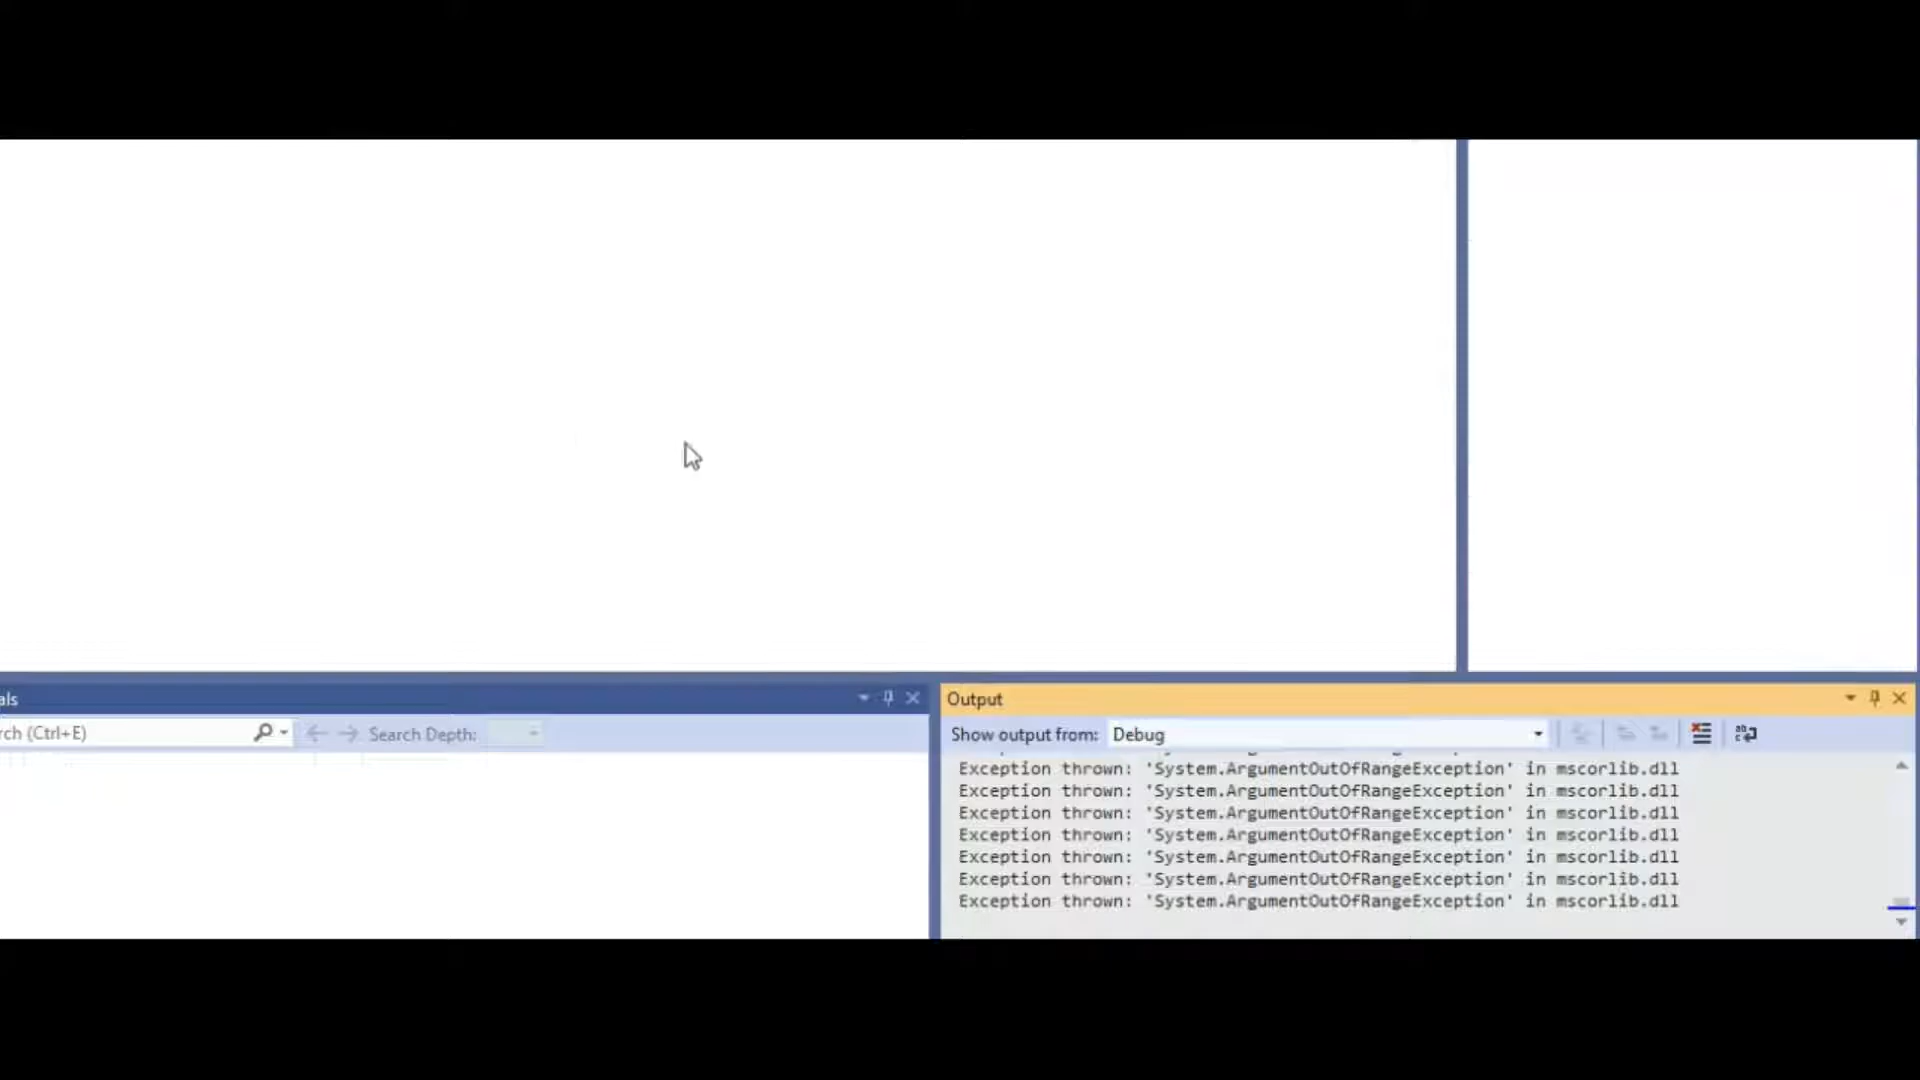 als
rch (Ctrl+E)
Search Depth:
Output
Show output from: Debug
Exception thrown: 'System.ArgumentOutOfRangeException' in mscorlib.dll
Exception thrown: 'System.ArgumentOutOfRangeException' in mscorlib.dll
Exception thrown: 'System.ArgumentOutOfRangeException' in mscorlib.dll
Exception thrown: 'System.ArgumentOutOfRangeException' in mscorlib.dll
Exception thrown: 'System.ArgumentOutOfRangeException' in mscorlib.dll
Exception thrown: 'System.ArgumentOutOfRangeException' in mscorlib.dll
Exception thrown: 'System.ArgumentOutOfRangeException' in mscorlib.dll